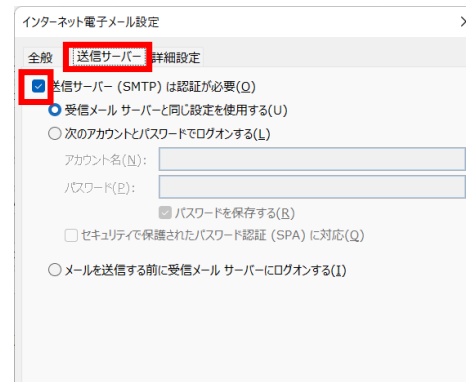 インターネット電子メール設定
全般 送信サーバー 詳細設定
送信サーバー (SMTP) は認証が必要(O)
受信メール サーバーと同じ設定を使用する(U)
次のアカウントとパスワードでログオンする(L)
アカウント名(N):
パスワード(P):
パスワードを保存する(R)
セキュリティで保護されたパスワード認証 (SPA) に対応(Q)
メールを送信する前に受信メール サーバーにログオンする(I)